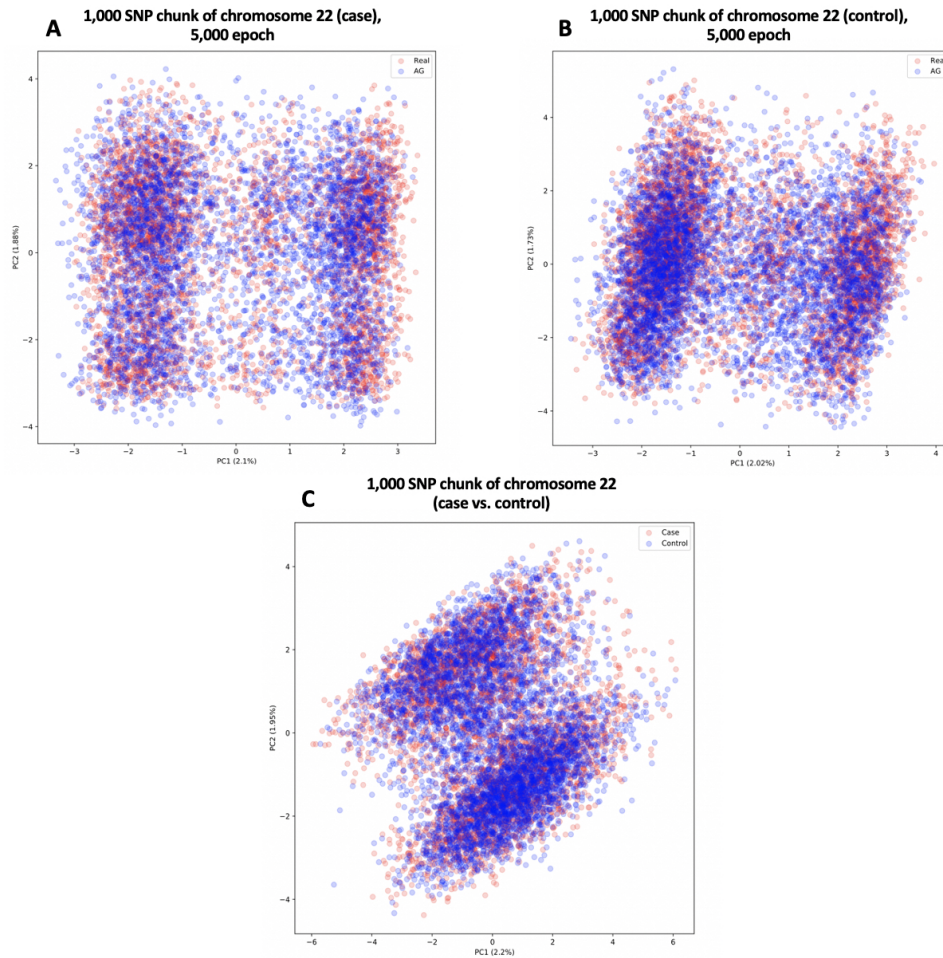 A
1,000 SNP chunk of chromosome 22 (case),
5,000 epoch
Real
AG
4
2
0
−2
−4
PC2 (1.88%)
−3
−2
−1
0
1
2
3
PC1 (2.1%)
B
1,000 SNP chunk of chromosome 22 (control),
5,000 epoch
Rea
AG
4
2
0
−2
−4
PC2 (1.73%)
−3
−2
−1
0
1
2
3
4
PC1 (2.02%)
C
1,000 SNP chunk of chromosome 22
(case vs. control)
Case
Control
4
2
0
−2
−4
PC2 (1.95%)
−6
−4
−2
0
2
4
6
PC1 (2.2%)